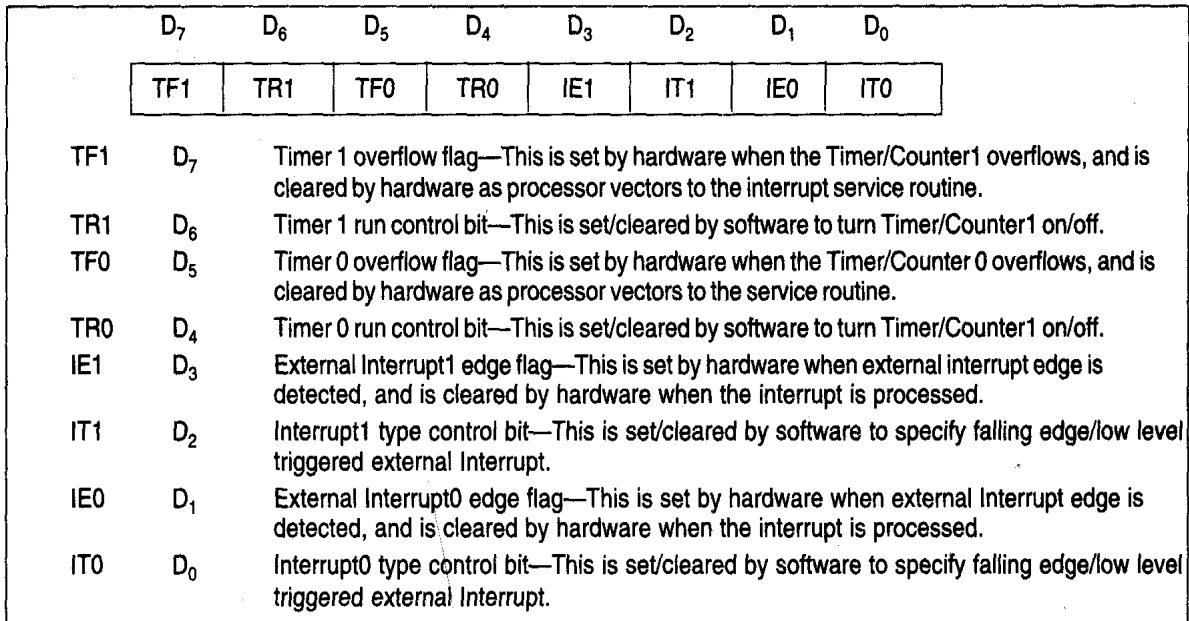 D7 D6 D5 D4 D3 D2 D1 D0
TF1 TR1 TF0 TR0 IE1 IT1 IE0 IT0
TF1 D7 Timer 1 overflow flag—This is set by hardware when the Timer/Counter1 overflows, and is
cleared by hardware as processor vectors to the interrupt service routine.
TR1 D6 Timer 1 run control bit—This is set/cleared by software to turn Timer/Counter1 on/off.
TF0 D5 Timer 0 overflow flag—This is set by hardware when the Timer/Counter 0 overflows, and is
cleared by hardware as processor vectors to the service routine.
TR0 D4 Timer 0 run control bit—This is set/cleared by software to turn Timer/Counter1 on/off.
IE1 D3 External Interrupt1 edge flag—This is set by hardware when external interrupt edge is
detected, and is cleared by hardware when the interrupt is processed.
IT1 D2 Interrupt1 type control bit—This is set/cleared by software to specify falling edge/low level
triggered external Interrupt.
IE0 D1 External Interrupt0 edge flag—This is set by hardware when external Interrupt edge is
detected, and is cleared by hardware when the interrupt is processed.
IT0 D0 Interrupt0 type control bit—This is set/cleared by software to specify falling edge/low level
triggered external Interrupt.